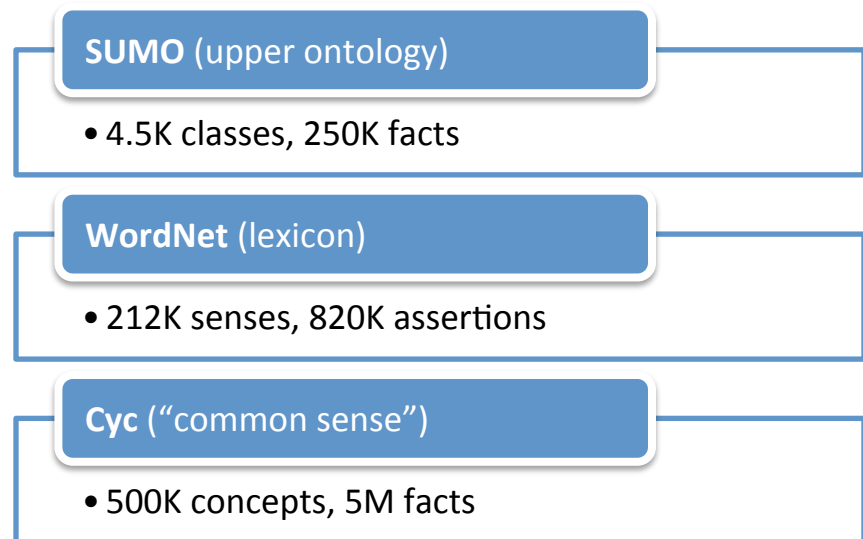 SUMO (upper ontology)
• 4.5K classes, 250K facts
WordNet (lexicon)
• 212K senses, 820K assertions
Cyc (“common sense”)
• 500K concepts, 5M facts